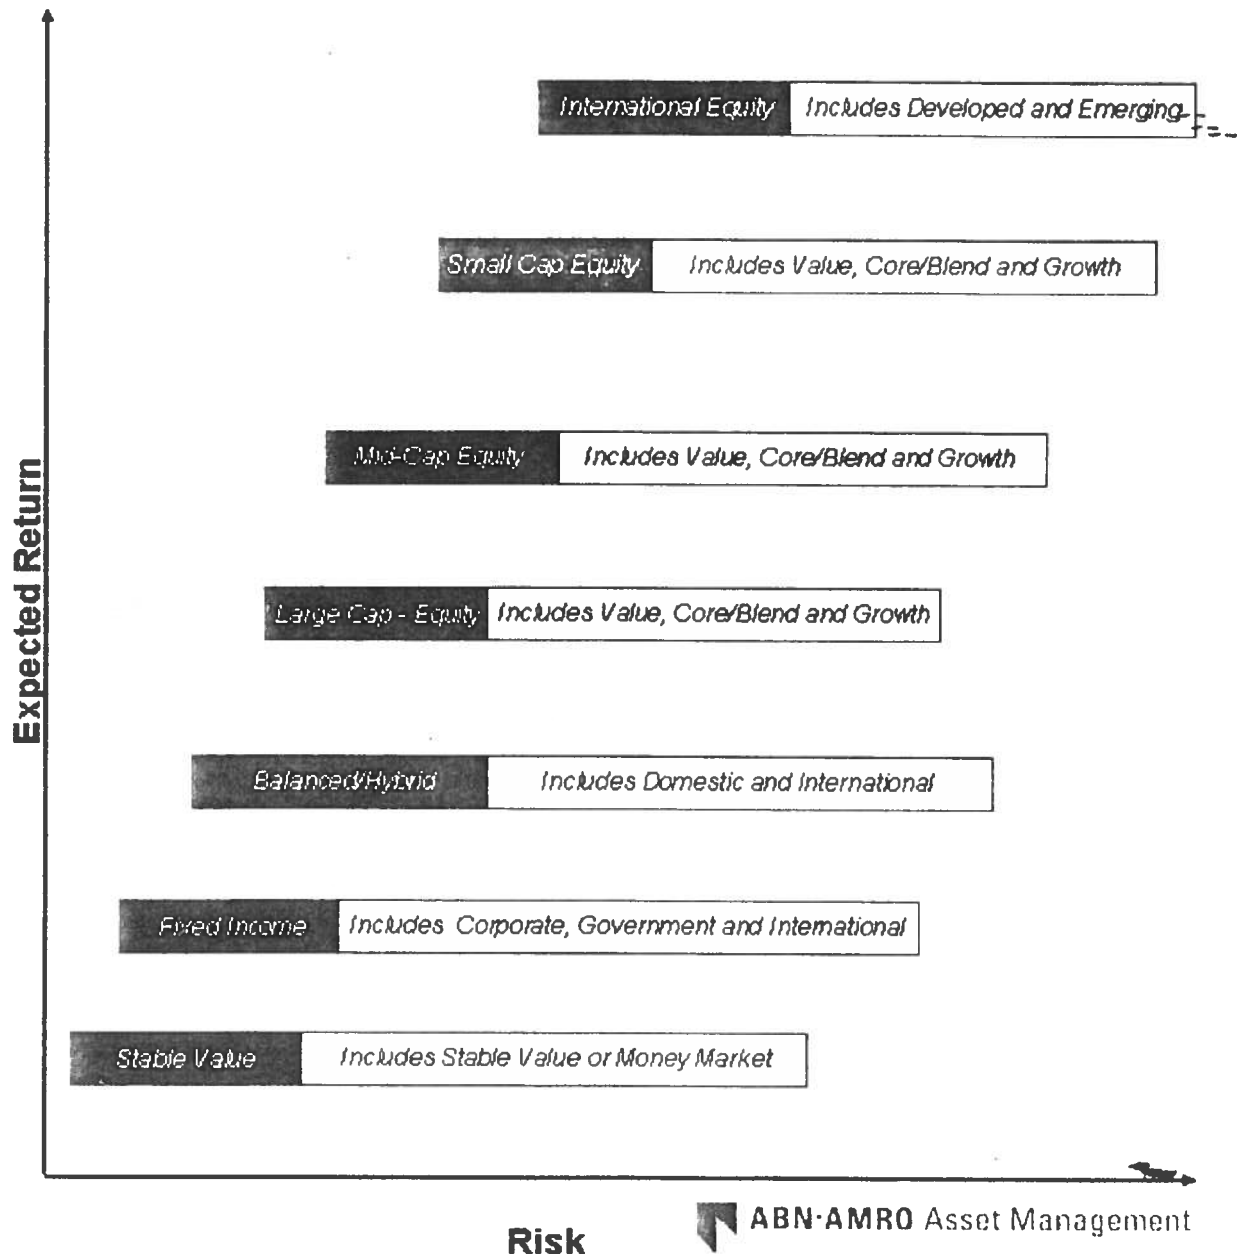 International Equity Includes Developed and Emerging
Small Cap Equity Includes Value, Core/Blend and Growth
Mid-Cap Equity Includes Value, Core/Blend and Growth
Large Cap - Equity Includes Value, Core/Blend and Growth
Balanced/Hybrid Includes Domestic and International
Fixed Income Includes Corporate, Government and International
Stable Value Includes Stable Value or Money Market
Expected Return
Risk
ABN·AMRO Asset Management